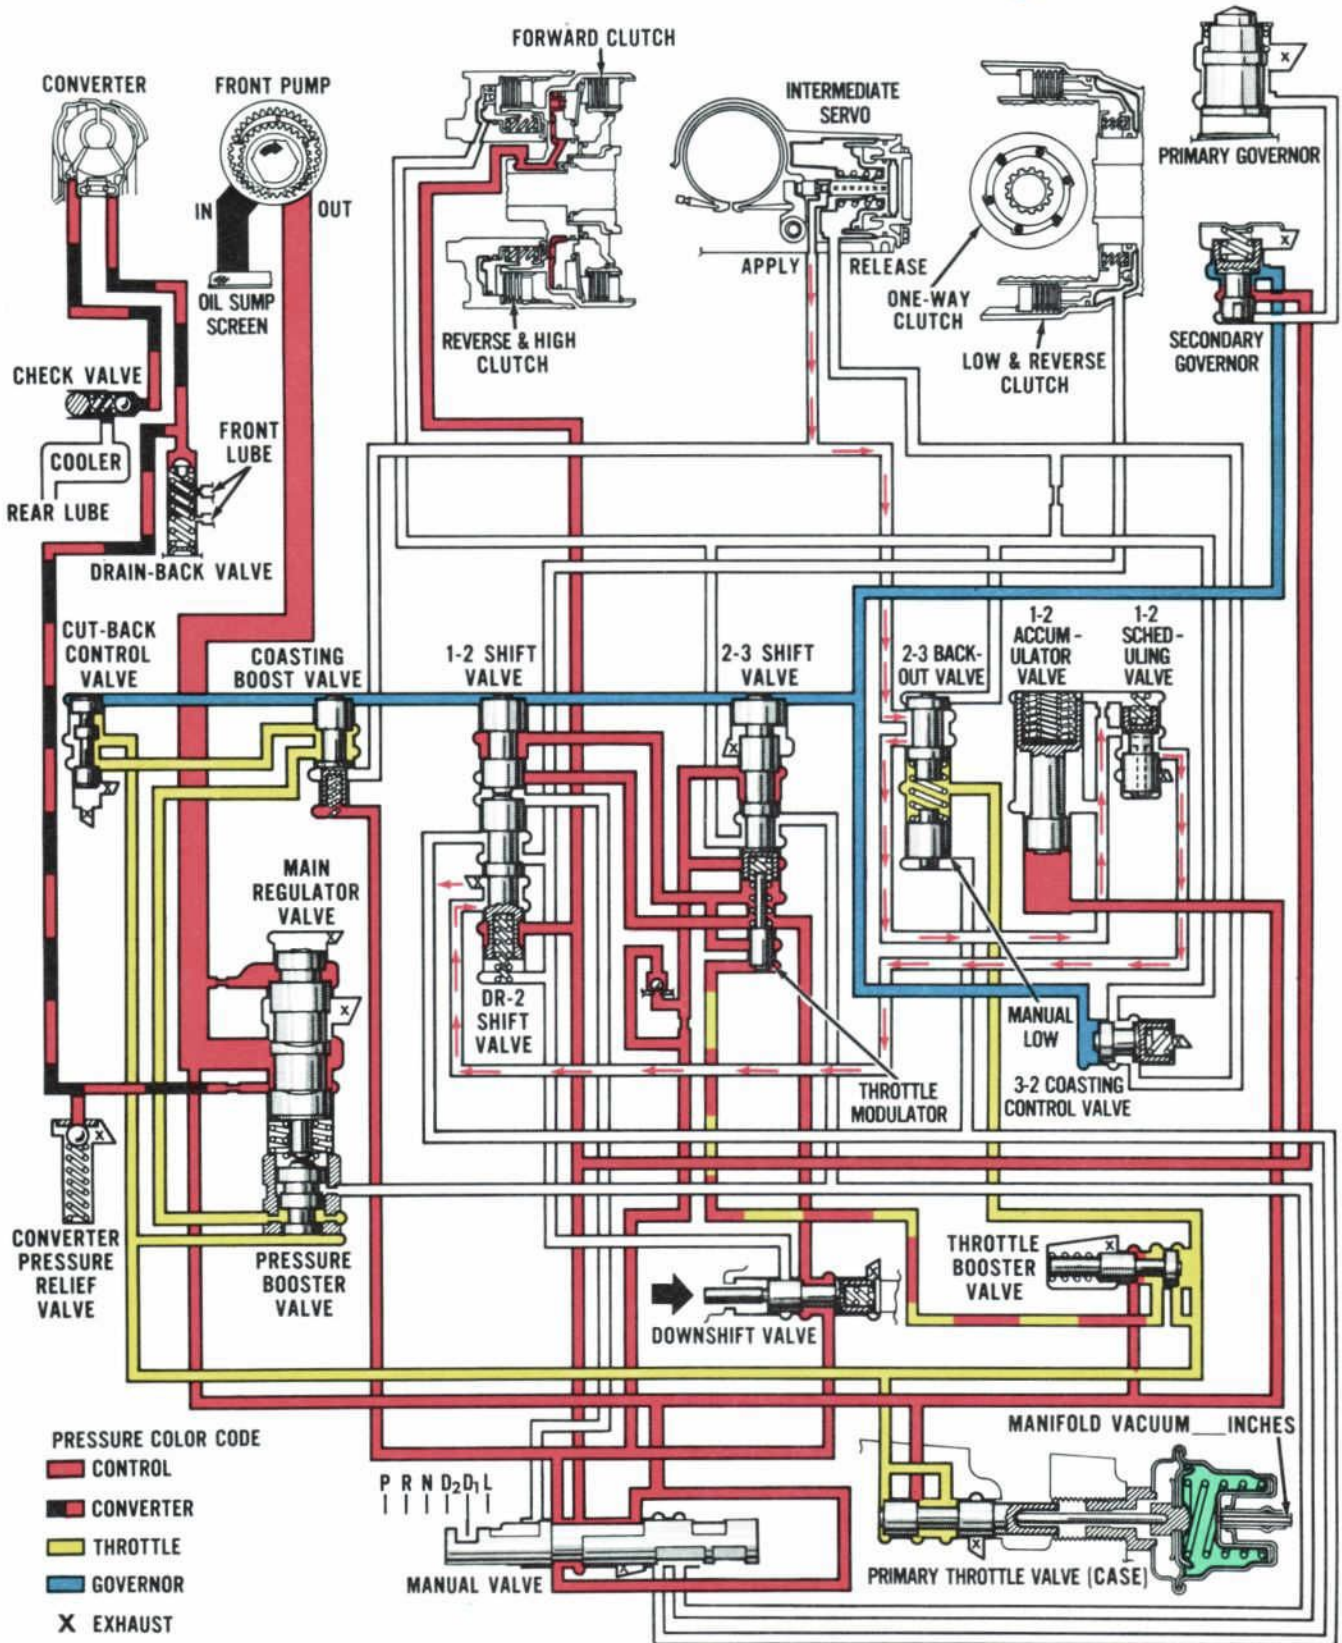 FORWARD CLUTCH
CONVERTER
FRONT PUMP
INTERMEDIATE
SERVO
X
PRIMARY GOVERNOR
IN
OUT
OIL SUMP
SCREEN
APPLY
RELEASE
ONE-WAY
CLUTCH
X
REVERSE & HIGH
CLUTCH
LOW & REVERSE
CLUTCH
SECONDARY
GOVERNOR
CHECK VALVE
FRONT
LUBE
COOLER
REAR LUBE
DRAIN-BACK VALVE
CUT-BACK
CONTROL
VALVE
COASTING
BOOST VALVE
1-2 SHIFT
VALVE
2-3 SHIFT
VALVE
2-3 BACK-
OUT VALVE
1-2
ACCUM-
ULATOR
VALVE
1-2
SCHED-
ULING
VALVE
X
MAIN
REGULATOR
VALVE
X
DR-2
SHIFT
VALVE
MANUAL
LOW
THROTTLE
MODULATOR
3-2 COASTING
CONTROL VALVE
X
CONVERTER
PRESSURE
RELIEF
VALVE
PRESSURE
BOOSTER
VALVE
THROTTLE
BOOSTER
VALVE
X
DOWNSHIFT VALVE
MANIFOLD VACUUM___INCHES
PRESSURE COLOR CODE
CONTROL
CONVERTER
THROTTLE
GOVERNOR
X EXHAUST
P R N D2 D1 L
MANUAL VALVE
X
PRIMARY THROTTLE VALVE (CASE)